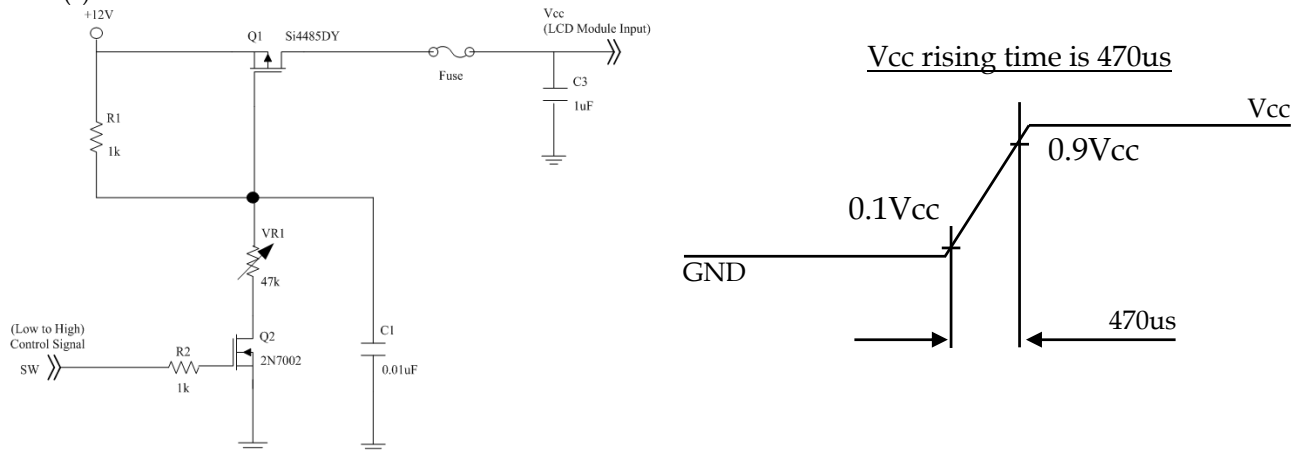 +12V
Q1
Si4485DY
Vcc
(LCD Module Input)
Fuse
C3
1uF
R1
1k
VR1
47k
(Low to High)
Control Signal
SW
R2
1k
Q2
2N7002
C1
0.01uF
Vcc rising time is 470us
Vcc
0.9Vcc
0.1Vcc
GND
470us